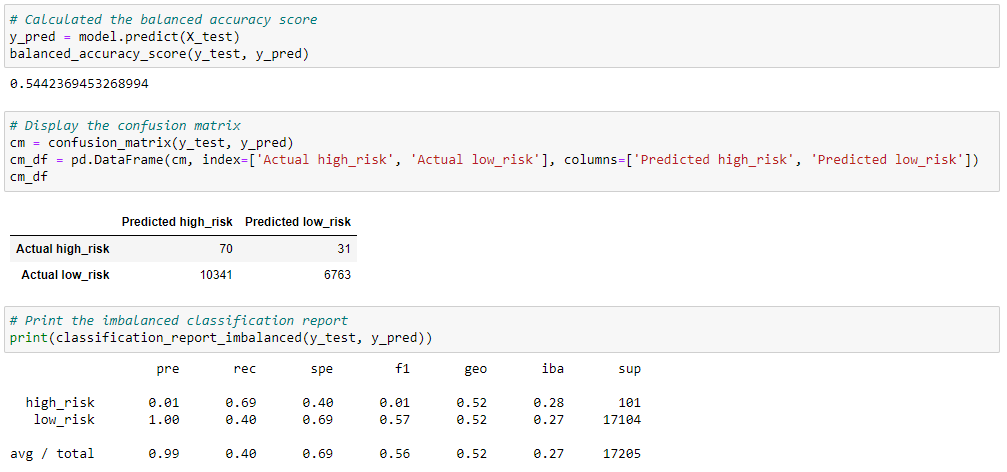 # Calculated the balanced accuracy score
y_pred = model.predict(X_test)
balanced_accuracy_score(y_test, y_pred)
0.5442369453268994
# Display the confusion matrix
cm = confusion_matrix(y_test, y_pred)
cm_df = pd.DataFrame(cm, index=['Actual high_risk', 'Actual low_risk'], columns=['Predicted high_risk', 'Predicted low_risk'])
cm_df
Predicted high_risk Predicted low_risk
Actual high_risk 70 31
Actual low_risk 10341 6763
# Print the imbalanced classification report
print(classification_report_imbalanced(y_test, y_pred))
pre rec spe f1 geo iba sup
high_risk 0.01 0.69 0.40 0.01 0.52 0.28 101
low_risk 1.00 0.40 0.69 0.57 0.52 0.27 17104
avg / total 0.99 0.40 0.69 0.56 0.52 0.27 17205